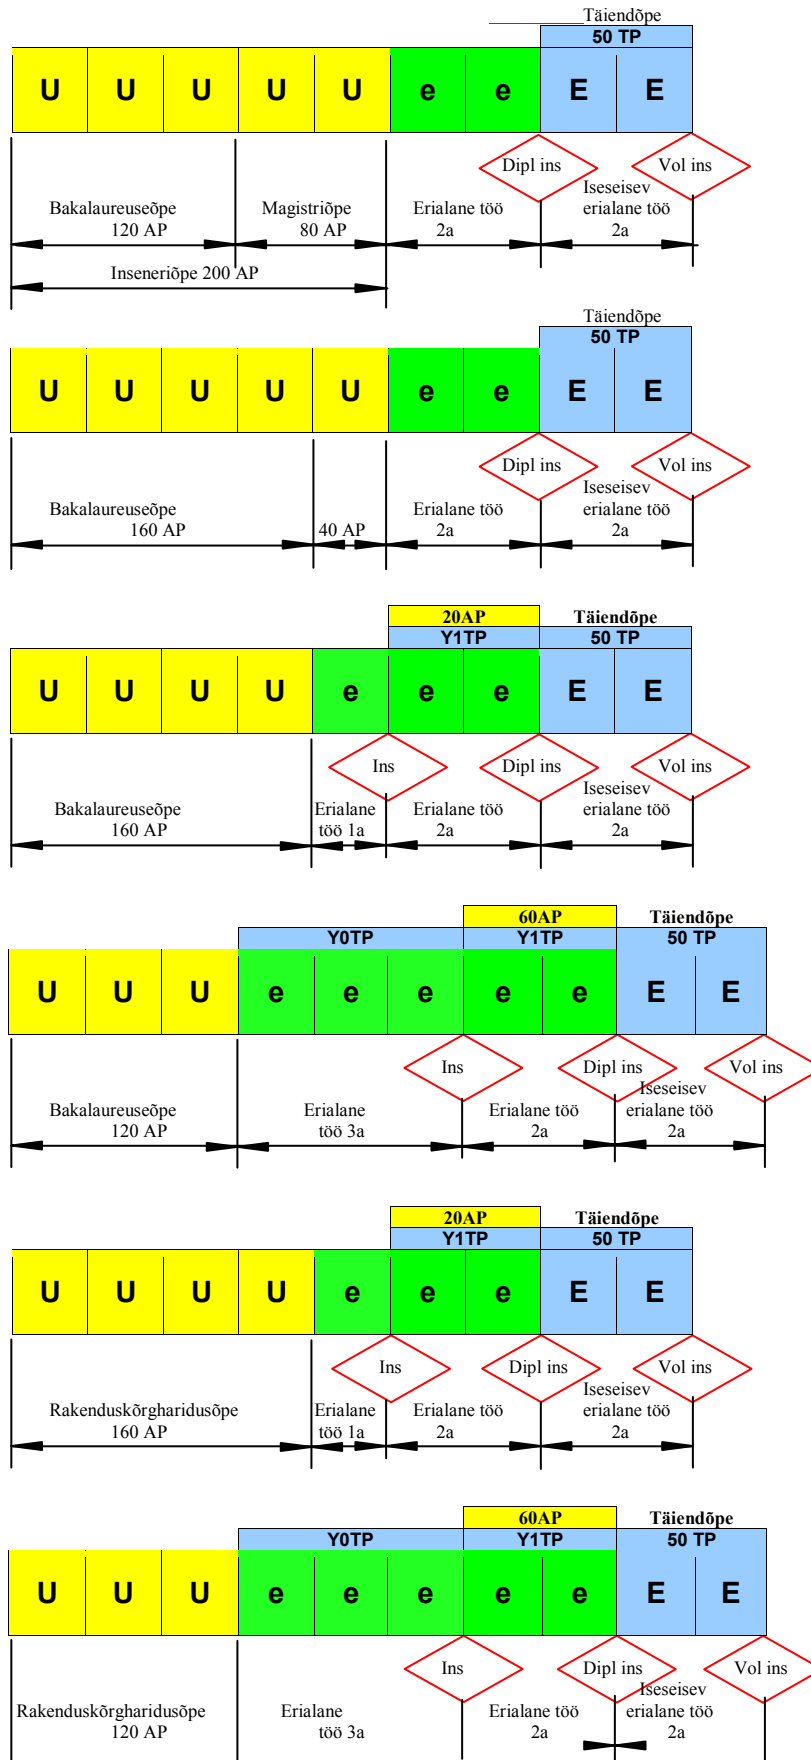 Täiendõpe
50 TP
U U U U U e e E E
Dipl ins Vol ins
Bakalaureuseõpe Magistriõpe Erialane töö Iseseisev erialane töö
120 AP 80 AP 2a 2a
Inseneriõpe 200 AP
Täiendõpe
50 TP
U U U U U e e E E
Dipl ins Vol ins
Bakalaureuseõpe Erialane töö Iseseisev erialane töö
160 AP 40 AP 2a 2a
20AP Täiendõpe
Y1TP 50 TP
U U U U e e e E E
Ins Dipl ins Vol ins
Bakalaureuseõpe Erialane Erialane töö Iseseisev erialane töö
160 AP töö 1a 2a 2a
60AP Täiendõpe
Y0TP Y1TP 50 TP
U U U e e e e e E E
Ins Dipl ins Vol ins
Bakalaureuseõpe Erialane Erialane töö Iseseisev erialane töö
120 AP töö 3a 2a 2a
20AP Täiendõpe
Y1TP 50 TP
U U U U e e e E E
Ins Dipl ins Vol ins
Rakenduskõrgharidusõpe Erialane Erialane töö Iseseisev erialane töö
160 AP töö 1a 2a 2a
60AP Täiendõpe
Y0TP Y1TP 50 TP
U U U e e e e e E E
Ins Dipl ins Vol ins
Rakenduskõrgharidusõpe Erialane Erialane töö Iseseisev erialane töö
120 AP töö 3a 2a 2a